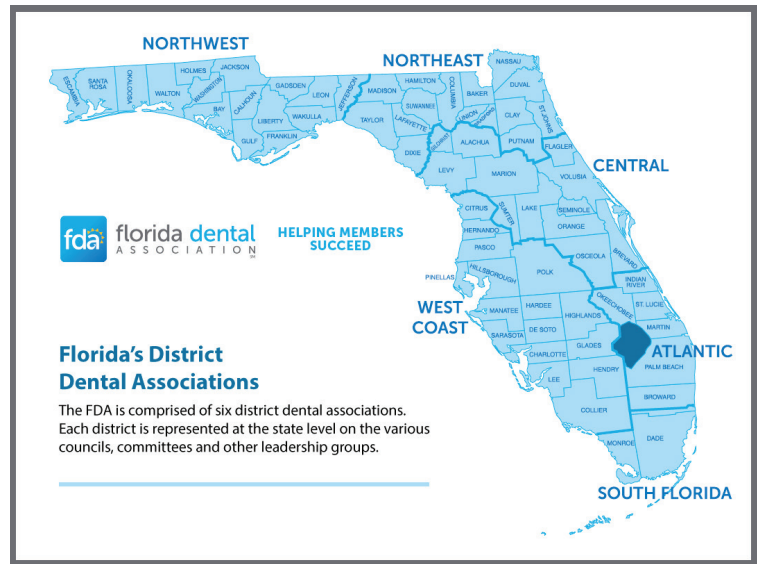 NORTHWEST
NORTHEAST
CENTRAL
WEST
COAST
ATLANTIC
SOUTH FLORIDA
ESCAMBIA
SANTA
ROSA
OKALOOSA
WALTON
HOLMES
WASHINGTON
JACKSON
BAY
CALHOUN
GULF
LIBERTY
GADSDEN
FRANKLIN
LEON
WAKULLA
JEFFERSON
MADISON
TAYLOR
HAMILTON
SUWANNEE
LAFAYETTE
DIXIE
COLUMBIA
BAKER
UNION
BRADFORD
NASSAU
DUVAL
CLAY
ST.JOHNS
PUTNAM
FLAGLER
GILCHRIST
ALACHUA
LEVY
MARION
VOLUSIA
CITRUS
SUMTER
LAKE
SEMINOLE
ORANGE
HERNANDO
PASCO
OSCEOLA
BREVARD
PINELLAS
HILLSBOROUGH
POLK
INDIAN
RIVER
OKEECHOBEE
ST. LUCIE
MANATEE
HARDEE
HIGHLANDS
MARTIN
SARASOTA
DE SOTO
GLADES
CHARLOTTE
PALM BEACH
LEE
HENDRY
BROWARD
COLLIER
MONROE
DADE
fda
florida dental
ASSOCIATION
SM
HELPING MEMBERS
SUCCEED
Florida's District
Dental Associations
The FDA is comprised of six district dental associations.
Each district is represented at the state level on the various
councils, committees and other leadership groups.